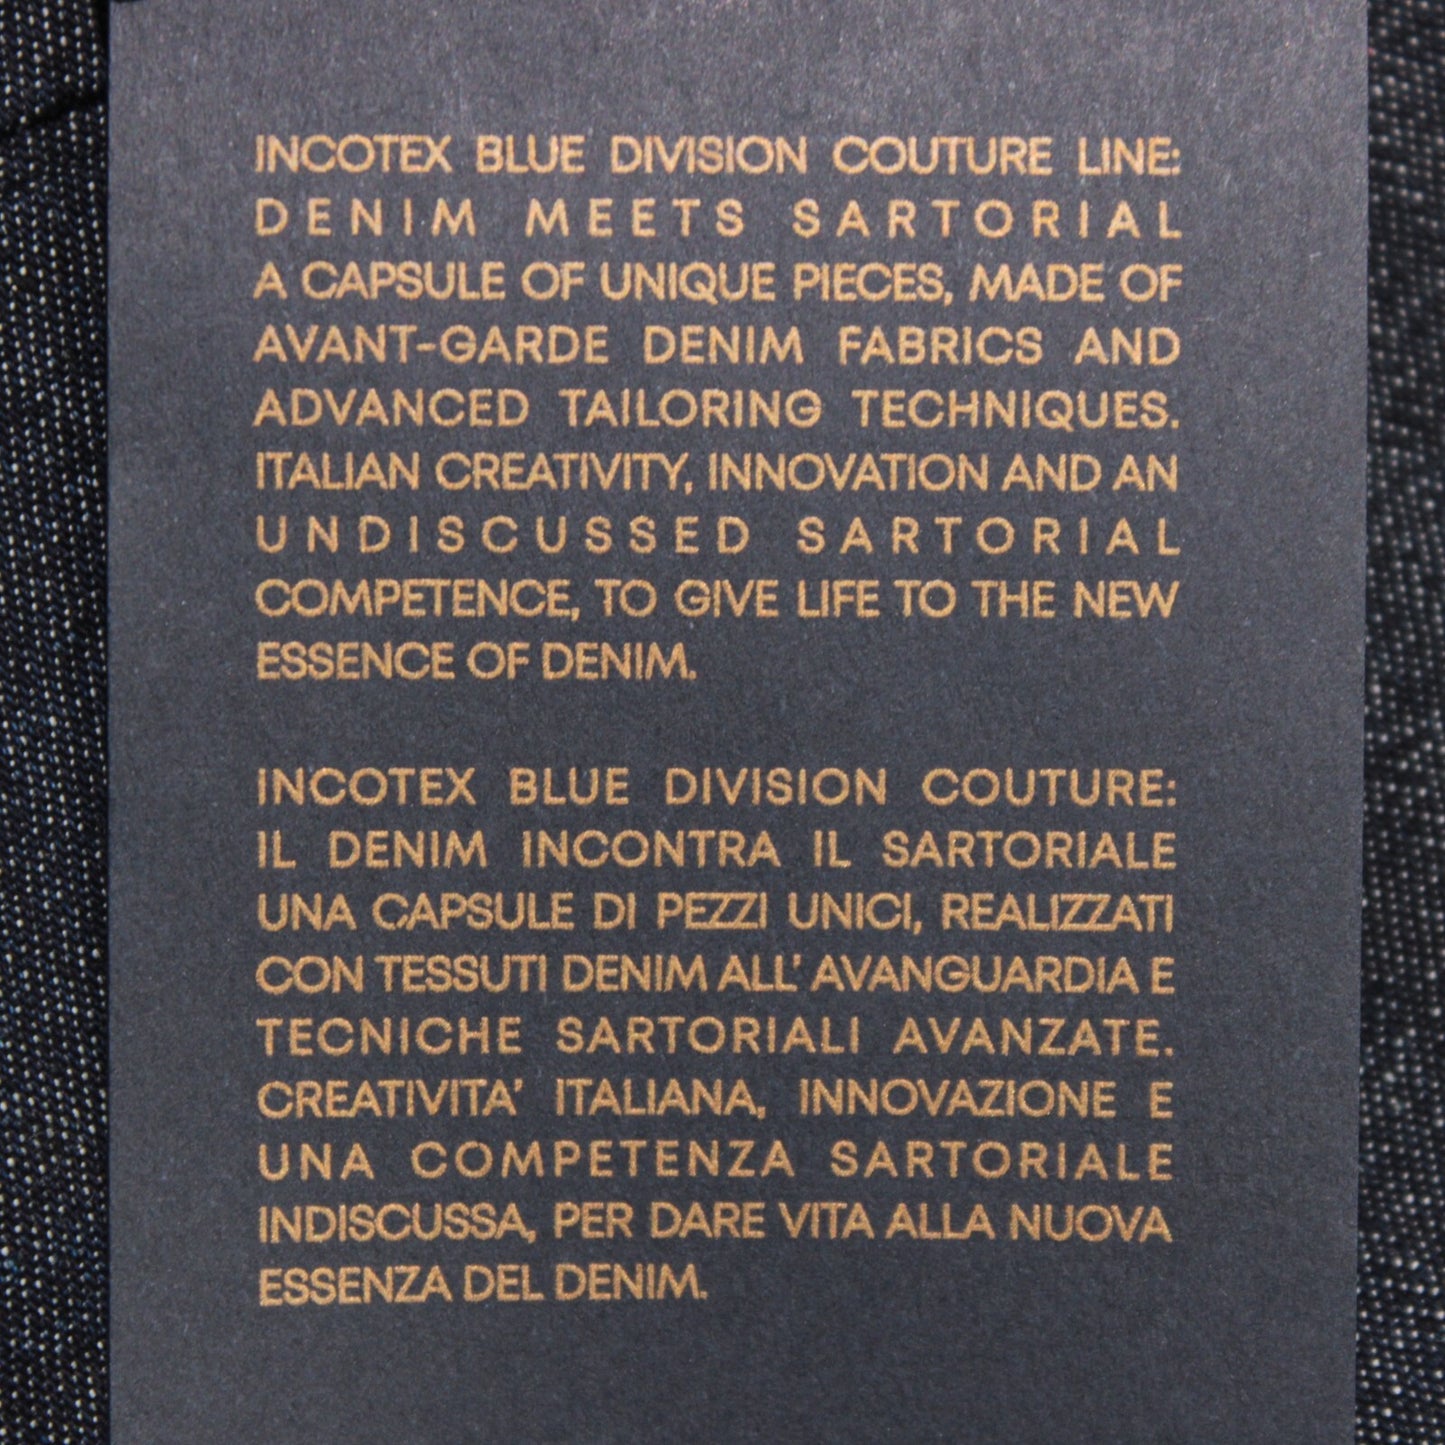 INCOTEX BLUE DIVISION COUTURE LINE:
DENIM MEETS SARTORIAL
A CAPSULE OF UNIQUE PIECES, MADE OF
AVANT-GARDE DENIM FABRICS AND
ADVANCED TAILORING TECHNIQUES.
ITALIAN CREATIVITY, INNOVATION AND AN
UNDISCUSSED SARTORIAL
COMPETENCE, TO GIVE LIFE TO THE NEW
ESSENCE OF DENIM.
INCOTEX BLUE DIVISION COUTURE:
IL DENIM INCONTRA IL SARTORIALE
UNA CAPSULE DI PEZZI UNICI, REALIZZATI
CON TESSUTI DENIM ALL' AVANGUARDIA E
TECNICHE SARTORIALI AVANZATE.
CREATIVITA' ITALIANA, INNOVAZIONE E
UNA COMPETENZA SARTORIALE
INDISCUSSA, PER DARE VITA ALLA NUOVA
ESSENZA DEL DENIM.